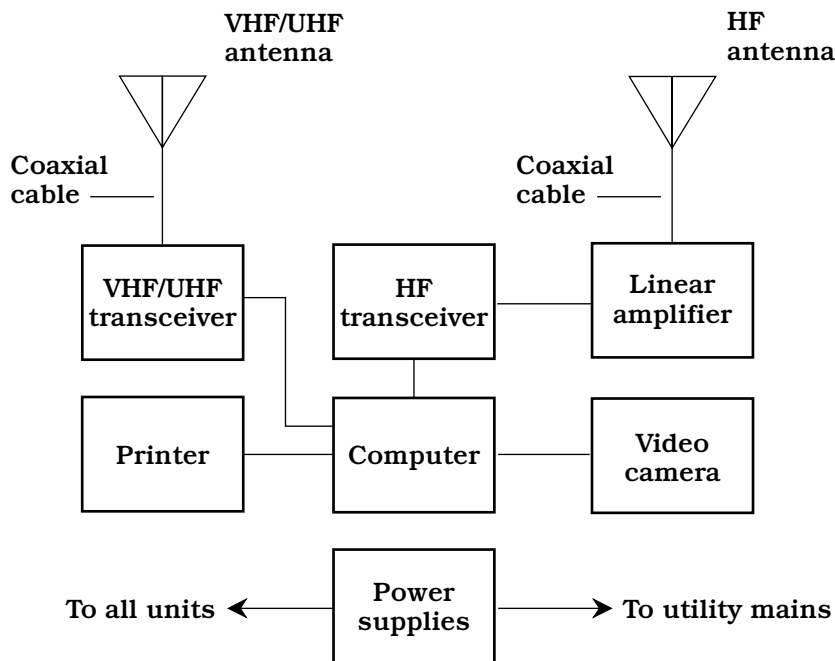 VHF/UHF
antenna
HF
antenna
Coaxial
cable
Coaxial
cable
VHF/UHF
transceiver
HF
transceiver
Linear
amplifier
Printer
Computer
Video
camera
To all units
Power
supplies
To utility mains